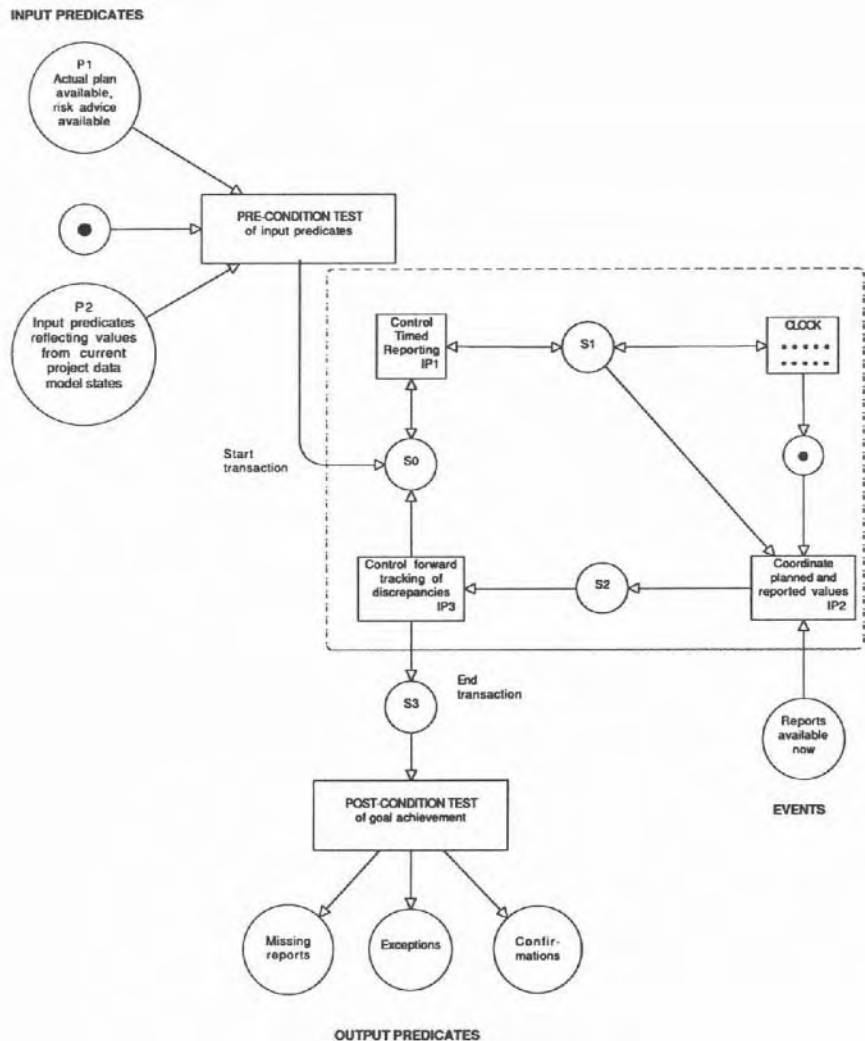 INPUT PREDICATES
P1
Actual plan
available,
risk advice
available
PRE-CONDITION TEST
of input predicates
P2
Input predicates
reflecting values
from current
project data
model states
Control
Timed
Reporting
IP1
S1
CLOCK
Start
transaction
S0
Control forward
tracking of
discrepancies
IP3
S2
Coordinate
planned and
reported values
IP2
End
transaction
S3
Reports
available
now
POST-CONDITION TEST
of goal achievement
EVENTS
Missing
reports
Exceptions
Confir-
mations
OUTPUT PREDICATES